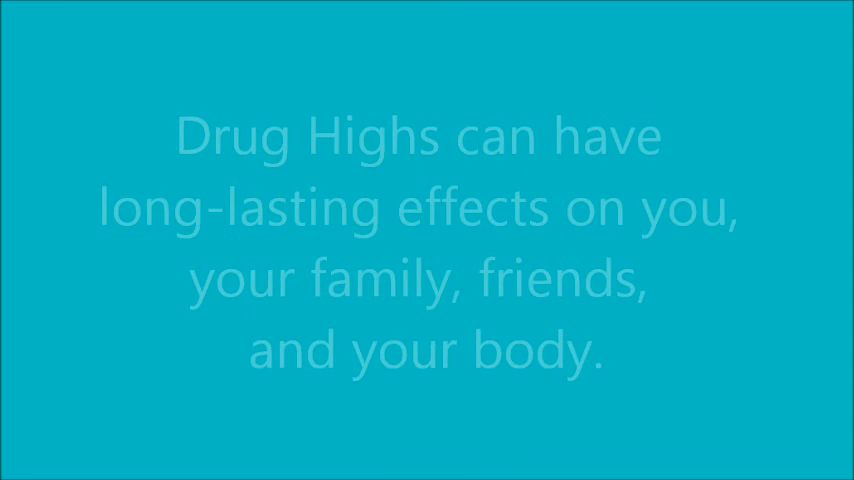 Drug Highs can have
long-lasting effects on you,
your family, friends,
and your body.